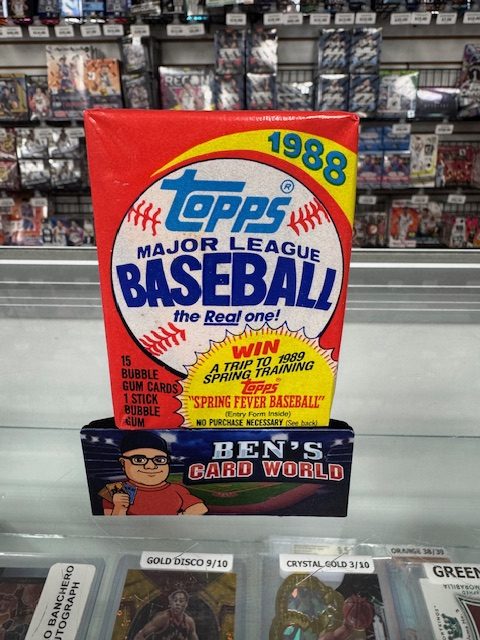 1988
Topps®
MAJOR LEAGUE
BASEBALL
the Real one!
15
BUBBLE
GUM CARDS
1 STICK
BUBBLE
GUM
WIN
A TRIP TO 1989
SPRING TRAINING
Topps
"SPRING FEVER BASEBALL"
(Entry Form Inside)
NO PURCHASE NECESSARY (See back)
BEN'S
CARD WORLD
GOLD DISCO 9/10
CRYSTAL GOLD 3/10
ORANGE 38/39
GREEN
O BANCHERO
TOGRAPH